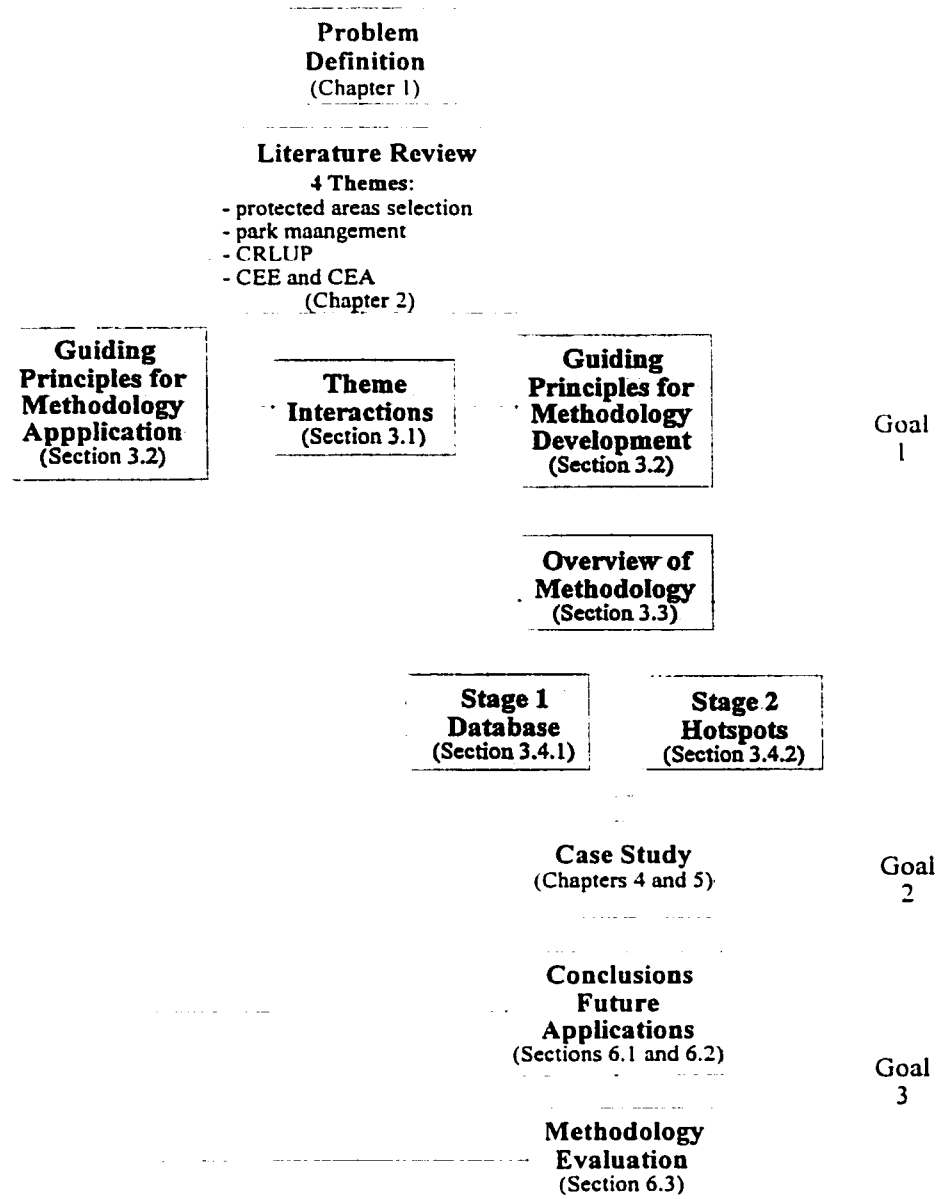 Problem
Definition
(Chapter 1)
Literature Review
4 Themes:
- protected areas selection
- park maangement
- CRLUP
- CEE and CEA
(Chapter 2)
Guiding
Principles for
Methodology
Appplication
(Section 3.2)
Theme
Interactions
(Section 3.1)
Guiding
Principles for
Methodology
Development
(Section 3.2)
Goal
1
Overview of
Methodology
(Section 3.3)
Stage 1
Database
(Section 3.4.1)
Stage 2
Hotspots
(Section 3.4.2)
Case Study
(Chapters 4 and 5)
Goal
2
Conclusions
Future
Applications
(Sections 6.1 and 6.2)
Goal
3
Methodology
Evaluation
(Section 6.3)